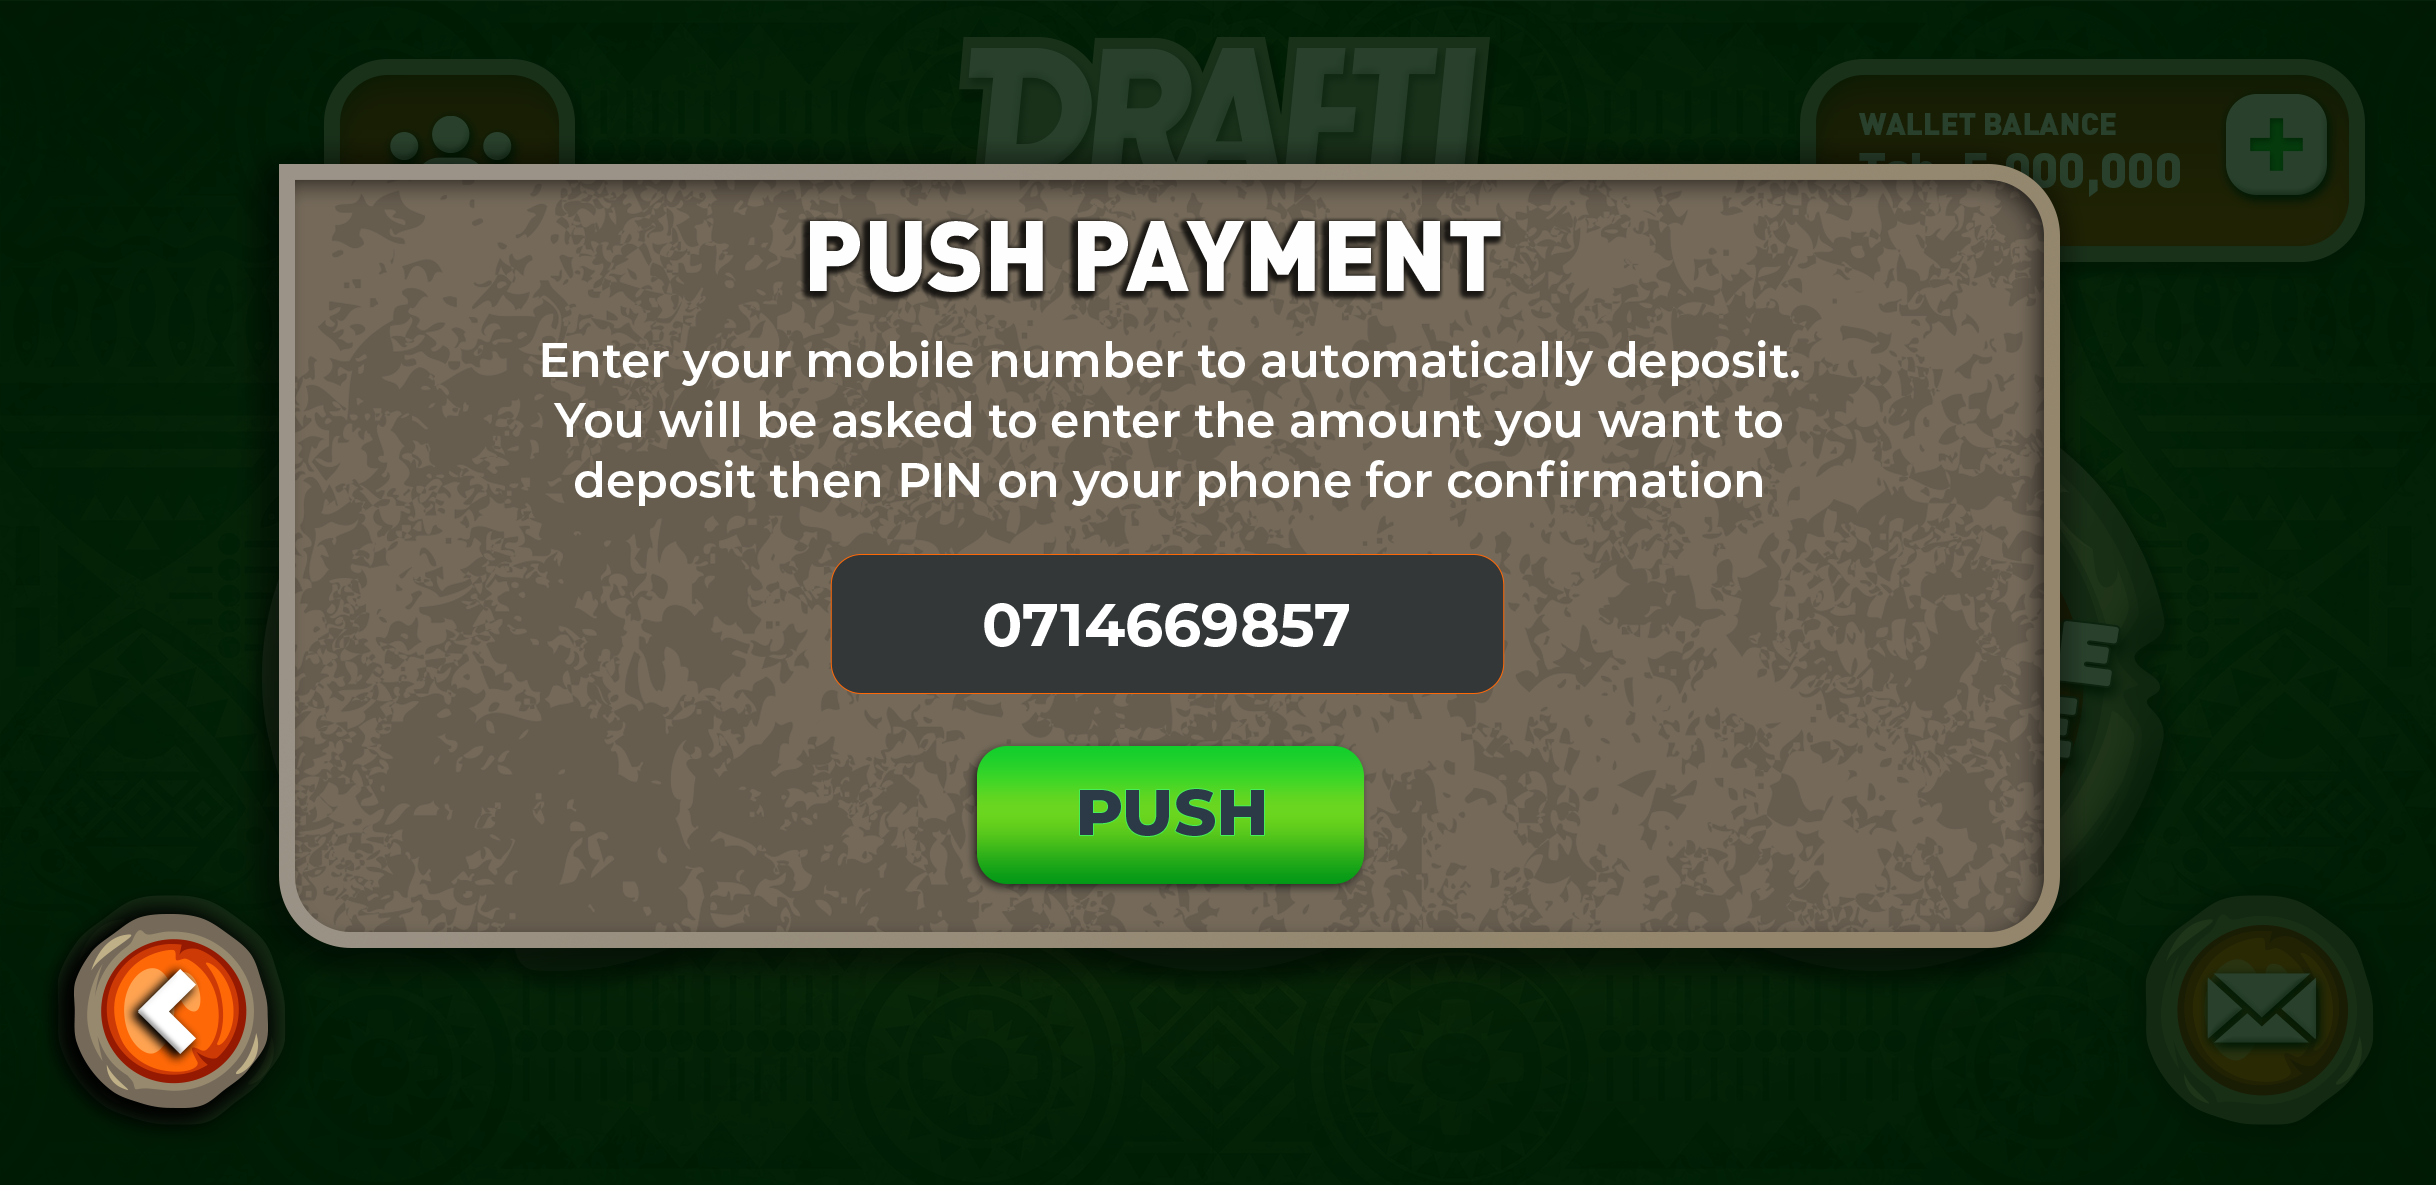 DRAFTI
WALLET BALANCE
000,000
PUSH PAYMENT
Enter your mobile number to automatically deposit.
You will be asked to enter the amount you want to
deposit then PIN on your phone for confirmation
0714669857
PUSH